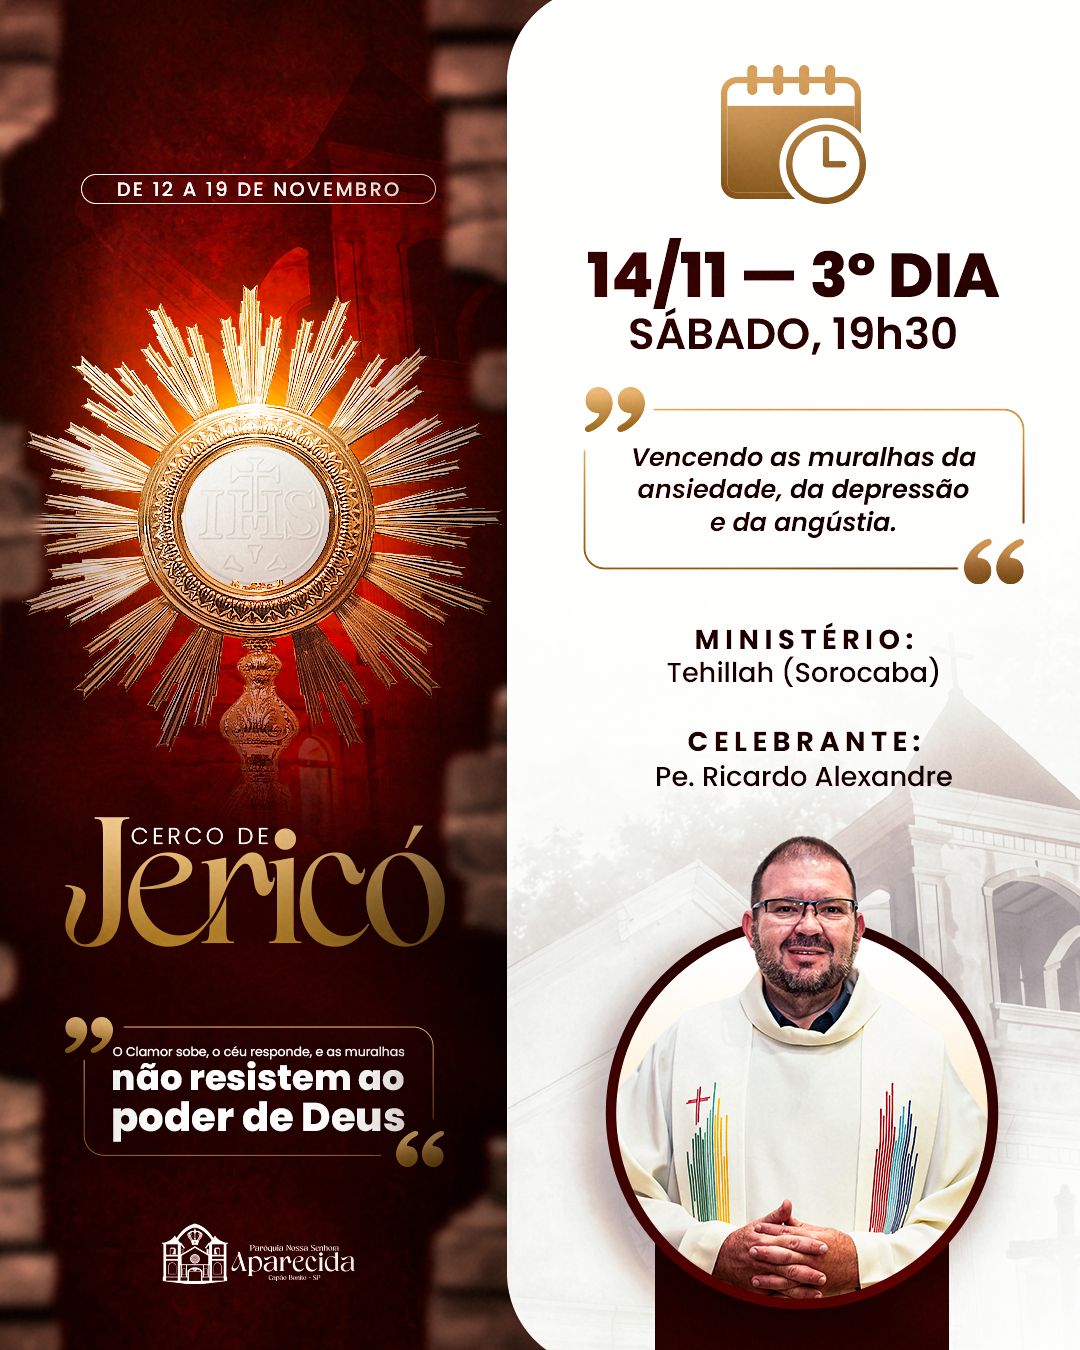 DE 12 A 19 DE NOVEMBRO
IHS
CERCO DE
Jericó
O Clamor sobe, o céu responde, e as muralhas
não resistem ao
poder de Deus
Paróquia Nossa Senhora
Aparecida
Capão Bonito - SP
14/11 — 3º DIA
SÁBADO, 19h30
Vencendo as muralhas da
ansiedade, da depressão
e da angústia.
MINISTÉRIO:
Tehillah (Sorocaba)
CELEBRANTE:
Pe. Ricardo Alexandre